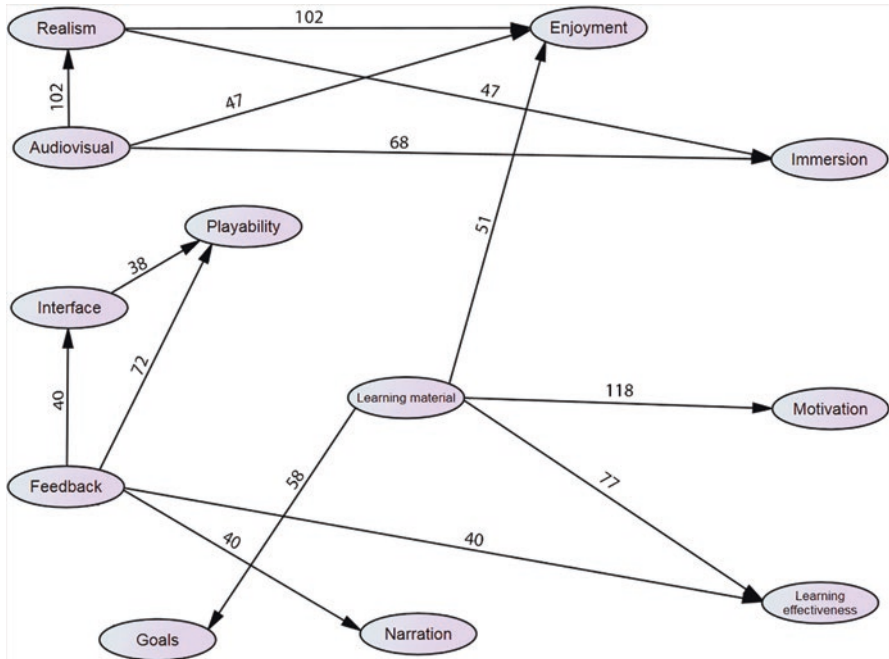 102
Realism
Enjoyment
102
47
47
Audiovisual
68
Immersion
Playability
51
38
Interface
72
40
Learning material
118
Motivation
58
77
Feedback
40
40
Learning
effectiveness
Goals
Narration